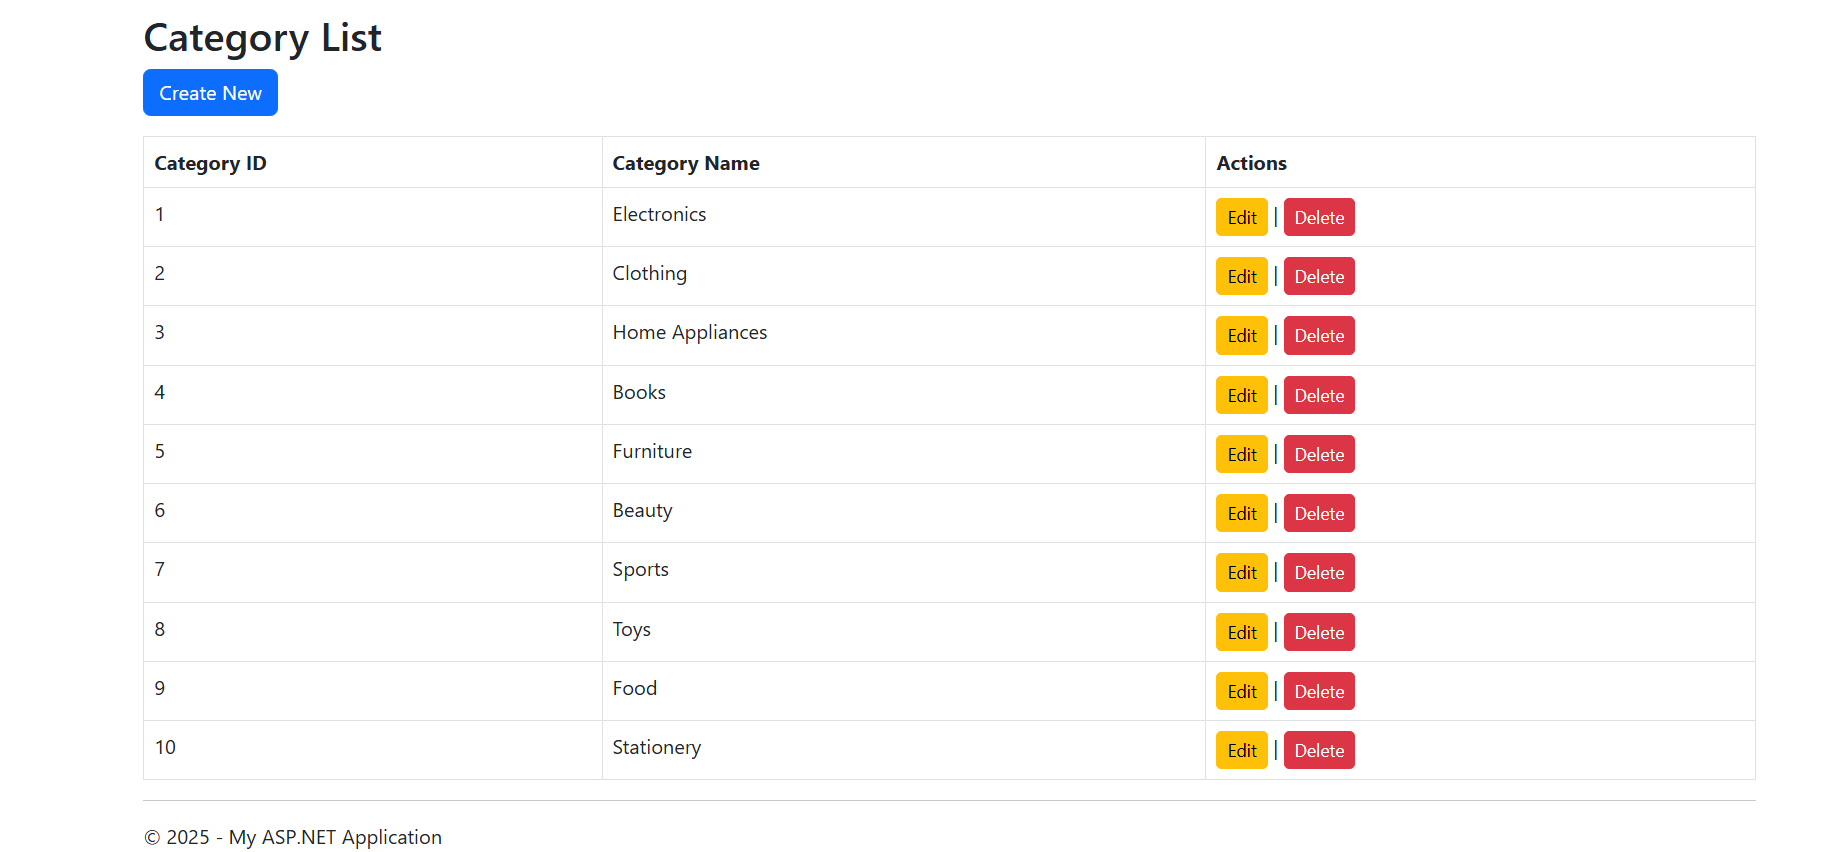 Category List
Create New
Category ID Category Name Actions
1 Electronics Edit | Delete
2 Clothing Edit | Delete
3 Home Appliances Edit | Delete
4 Books Edit | Delete
5 Furniture Edit | Delete
6 Beauty Edit | Delete
7 Sports Edit | Delete
8 Toys Edit | Delete
9 Food Edit | Delete
10 Stationery Edit | Delete
© 2025 - My ASP.NET Application